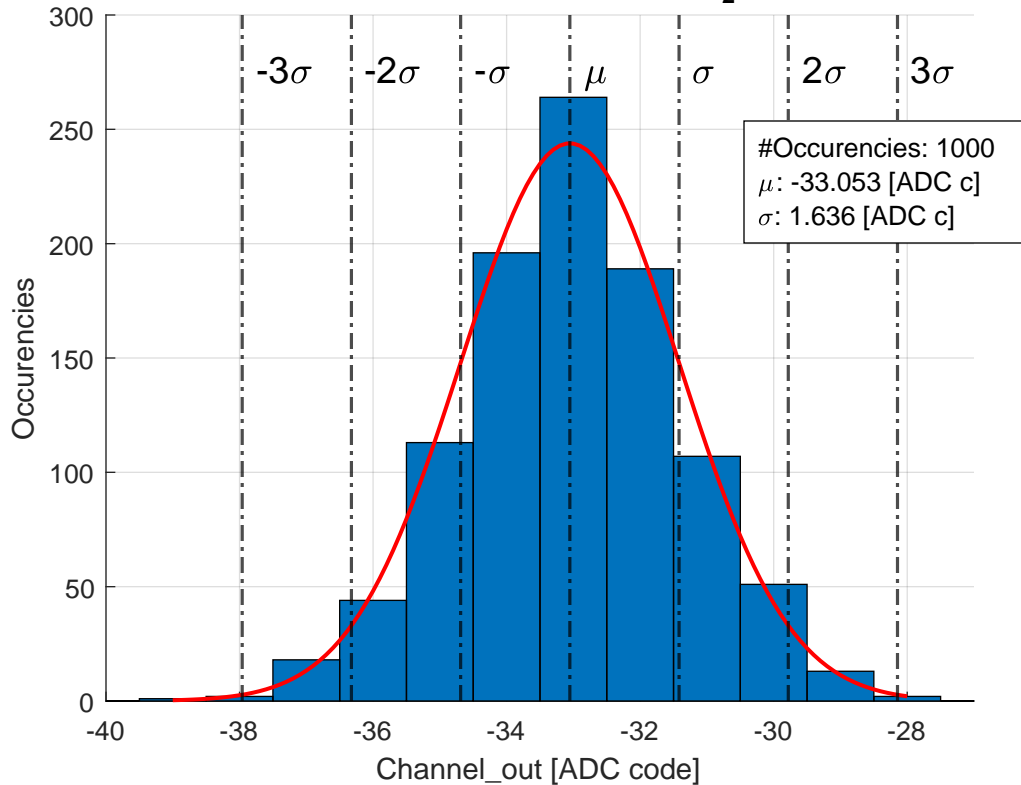 2
300
-3σ -2σ -σ μ σ 2σ 3σ
250
#Occurencies: 1000
μ: -33.053 [ADC c]
σ: 1.636 [ADC c]
200
Occurencies
150
100
50
0
-40 -38 -36 -34 -32 -30 -28
Channel_out [ADC code]